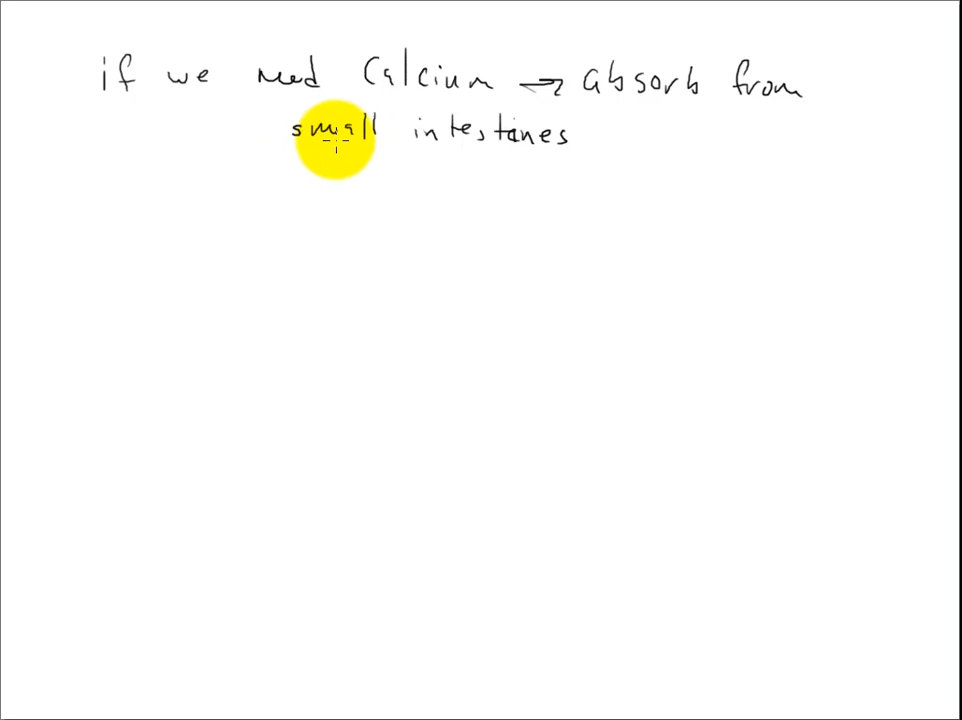 if we need Calcium → absorb from
small intestines